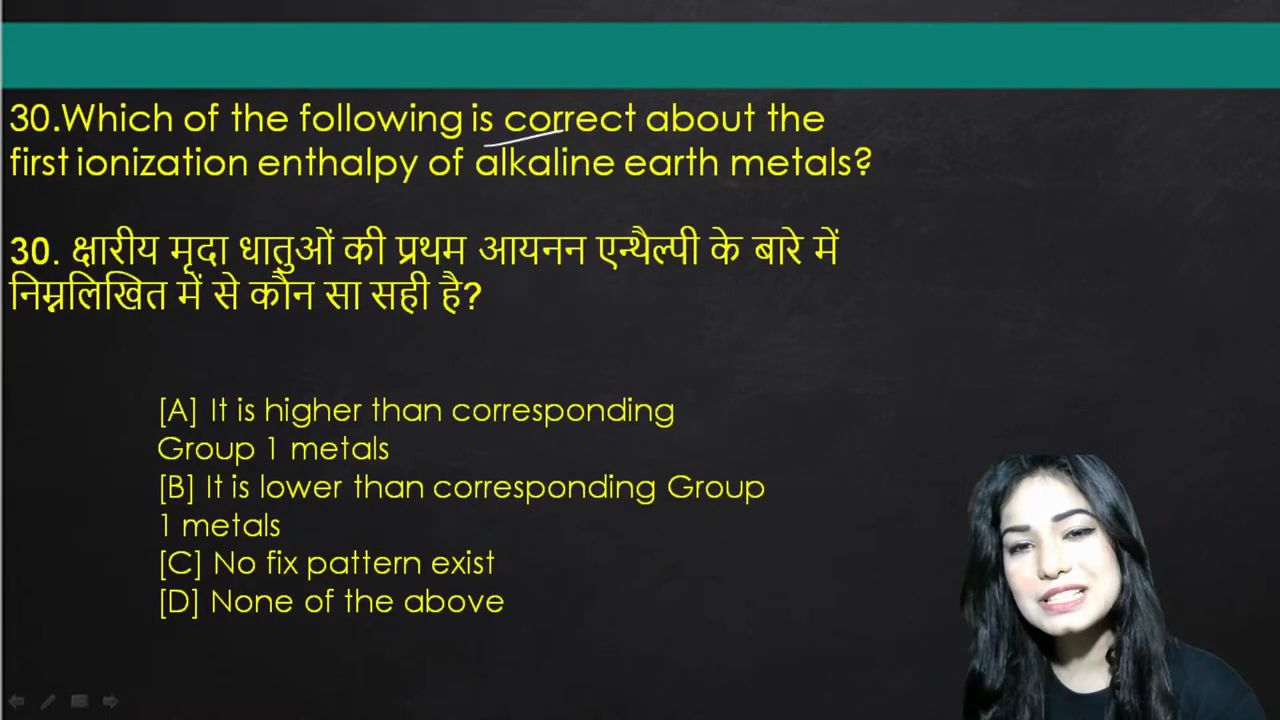 30.Which of the following is correct about the
first ionization enthalpy of alkaline earth metals?
30. क्षारीय मृदा धातुओं की प्रथम आयनन एन्थैल्पी के बारे में
निम्नलिखित में से कौन सा सही है?
[A] It is higher than corresponding
Group 1 metals
[B] It is lower than corresponding Group
1 metals
[C] No fix pattern exist
[D] None of the above